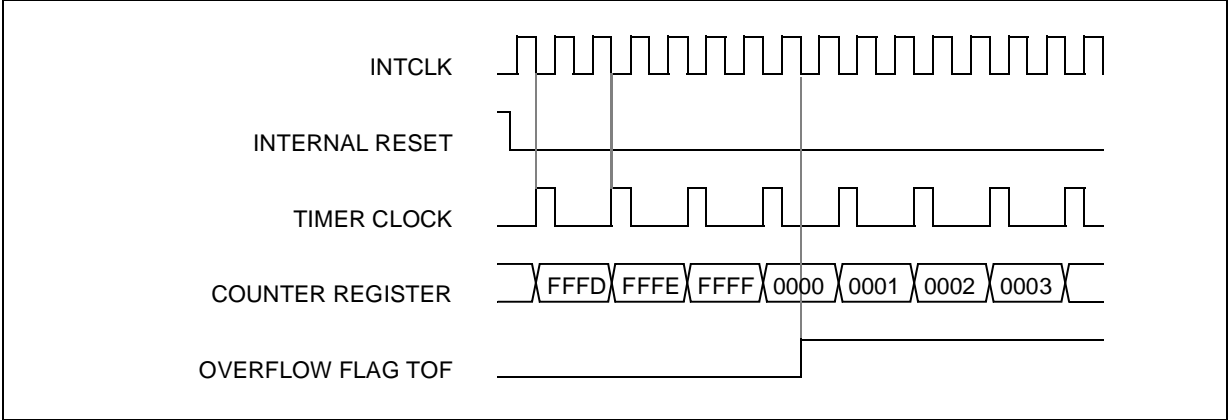 INTCLK
INTERNAL RESET
TIMER CLOCK
COUNTER REGISTER FFFD FFFE FFFF 0000 0001 0002 0003
OVERFLOW FLAG TOF